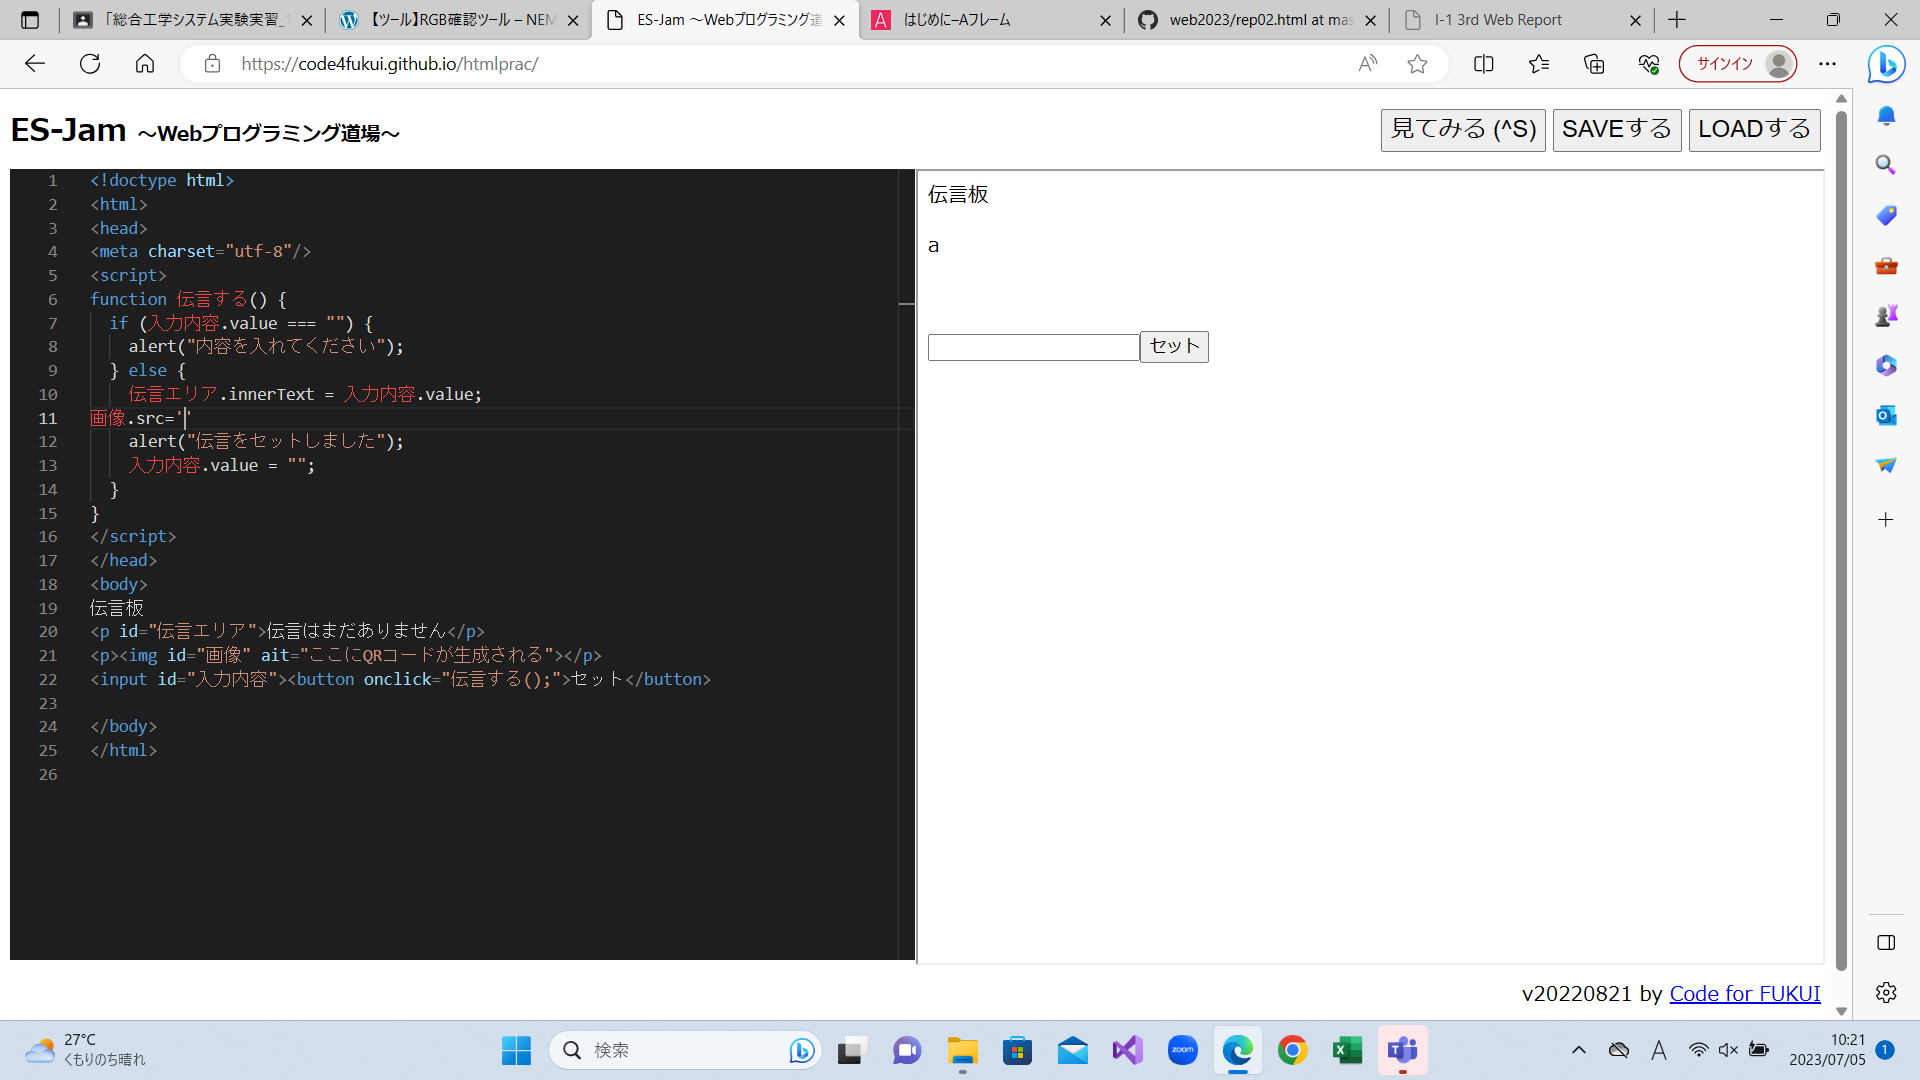 「総合工学システム実験実習_1
【ツール】RGB確認ツール – NEM
ES-Jam ～Webプログラミング道
はじめに–Aフレーム
web2023/rep02.html at mas
I-1 3rd Web Report
https://code4fukui.github.io/htmlprac/
サインイン
ES-Jam ～Webプログラミング道場～
見てみる (^S) SAVEする LOADする
1 <!doctype html>
2 <html>
3 <head>
4 <meta charset="utf-8"/>
5 <script>
6 function 伝言する() {
7 if (入力内容.value === "") {
8 alert("内容を入れてください");
9 } else {
10 伝言エリア.innerText = 入力内容.value;
11 画像.src=''
12 alert("伝言をセットしました");
13 入力内容.value = "";
14 }
15 }
16 </script>
17 </head>
18 <body>
19 伝言板
20 <p id="伝言エリア">伝言はまだありません</p>
21 <p><img id="画像" ait="ここにQRコードが生成される"></p>
22 <input id="入力内容"><button onclick="伝言する();">セット</button>
23
24 </body>
25 </html>
26
伝言板
a
セット
v20220821 by Code for FUKUI
27°C
くもりのち晴れ
検索
zoom
A
10:21
2023/07/05
1